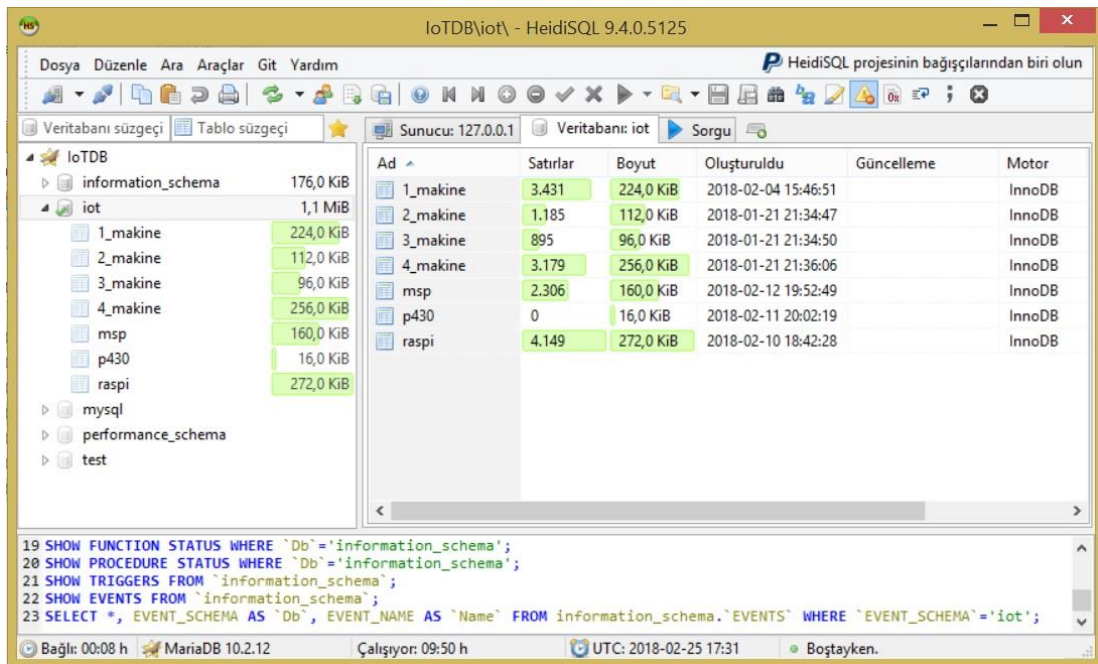 IoTDB\iot\ - HeidiSQL 9.4.0.5125
Dosya Düzenle Ara Araçlar Git Yardım
HeidiSQL projesinin bağışçılarından biri olun
Veritabanı süzgeçi Tablo süzgeçi
Sunucu: 127.0.0.1 Veritabanı: iot Sorgu
IoTDB
information_schema 176,0 KiB
iot 1,1 MiB
1_makine 224,0 KiB
2_makine 112,0 KiB
3_makine 96,0 KiB
4_makine 256,0 KiB
msp 160,0 KiB
p430 16,0 KiB
raspi 272,0 KiB
mysql
performance_schema
test
Ad Satırlar Boyut Oluşturuldu Güncelleme Motor
1_makine 3.431 224,0 KiB 2018-02-04 15:46:51 InnoDB
2_makine 1.185 112,0 KiB 2018-01-21 21:34:47 InnoDB
3_makine 895 96,0 KiB 2018-01-21 21:34:50 InnoDB
4_makine 3.179 256,0 KiB 2018-01-21 21:36:06 InnoDB
msp 2.306 160,0 KiB 2018-02-12 19:52:49 InnoDB
p430 0 16,0 KiB 2018-02-11 20:02:19 InnoDB
raspi 4.149 272,0 KiB 2018-02-10 18:42:28 InnoDB
19 SHOW FUNCTION STATUS WHERE `Db`='information_schema';
20 SHOW PROCEDURE STATUS WHERE `Db`='information_schema';
21 SHOW TRIGGERS FROM `information_schema`;
22 SHOW EVENTS FROM `information_schema`;
23 SELECT *, EVENT_SCHEMA AS `Db`, EVENT_NAME AS `Name` FROM information_schema.`EVENTS` WHERE `EVENT_SCHEMA`='iot';
Bağlı: 00:08 h MariaDB 10.2.12 Çalışıyor: 09:50 h UTC: 2018-02-25 17:31 Boştayken.